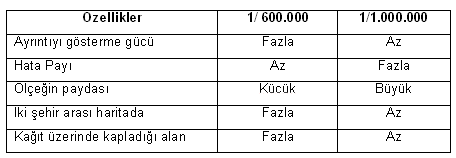 Ozellikler 1/ 600.000 1/1.000.000
Ayrıntıyı gösterme gücü Fazla Az
Hata Payı Az Fazla
Olçeğin paydası Kücük Büyük
Iki şehir arası haritada Fazla Az
Kağıt üzerinde kapladığı alan Fazla Az